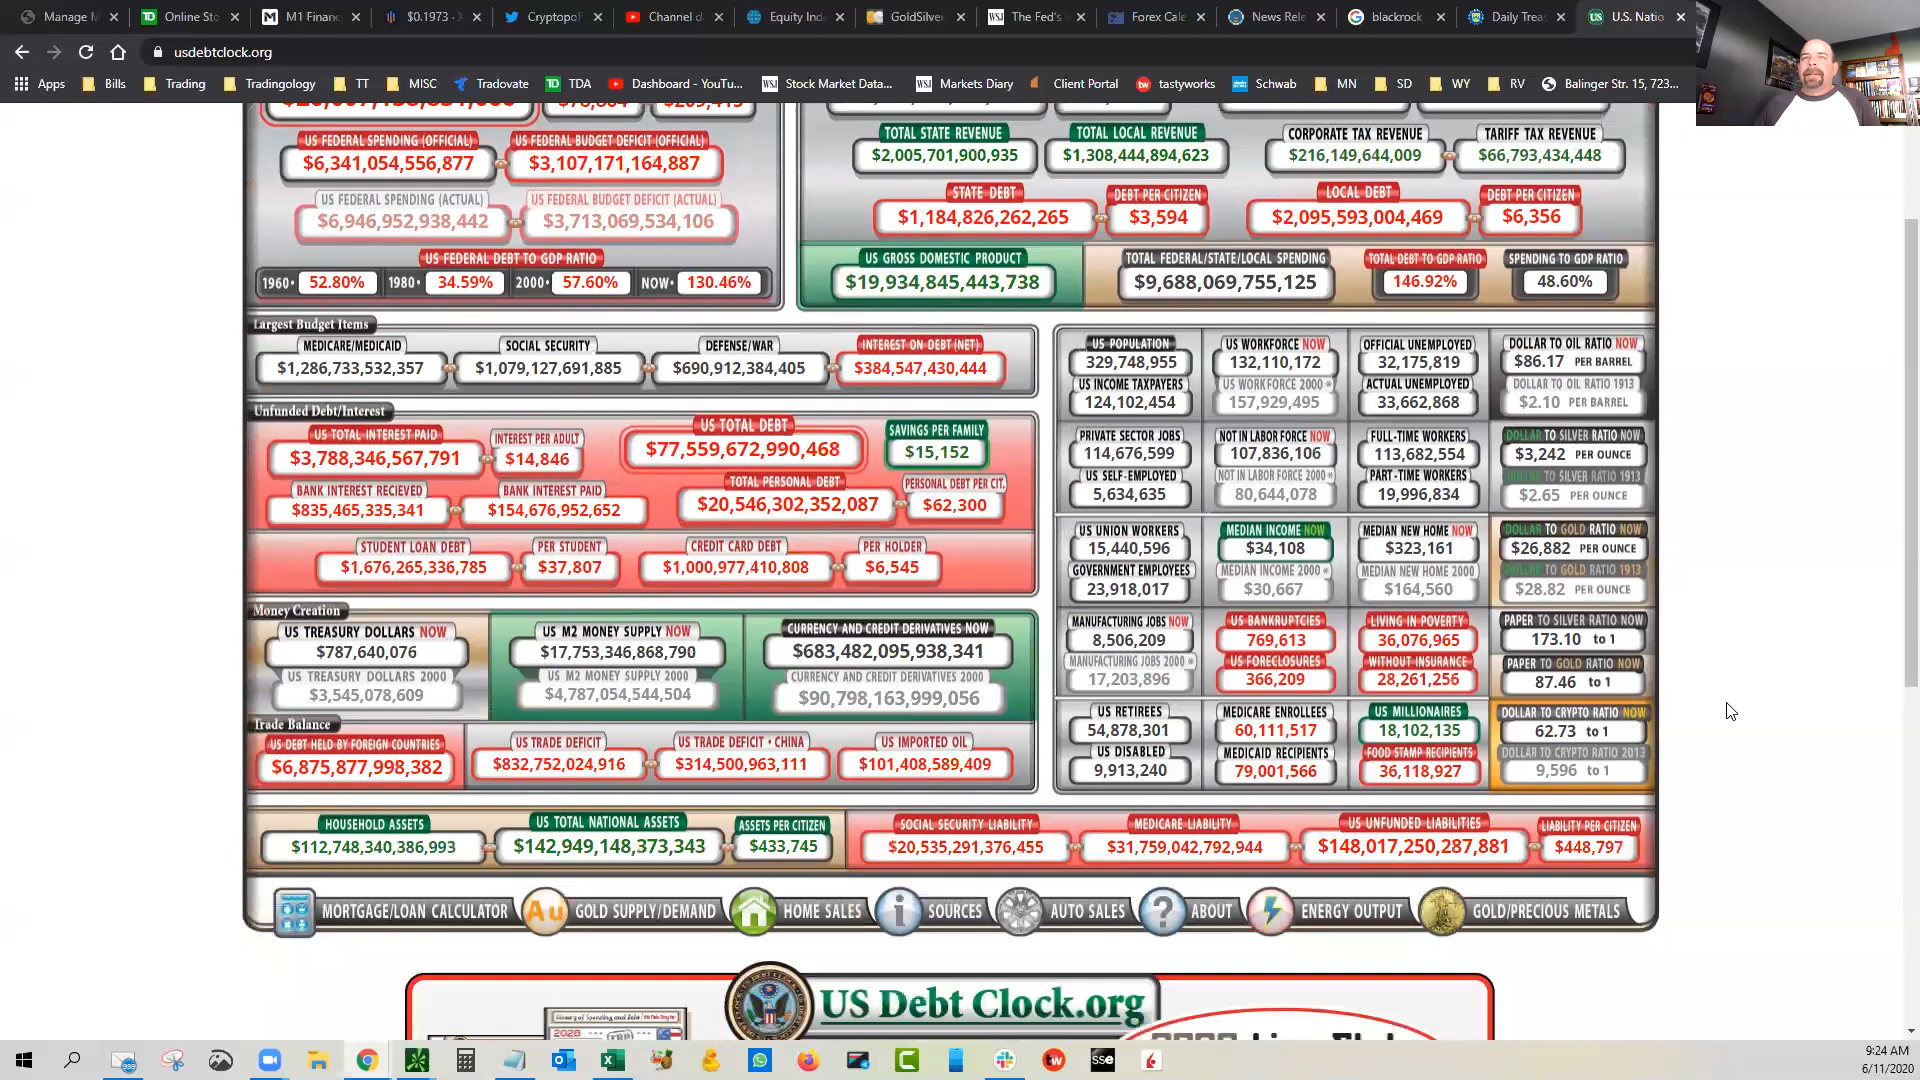 Manage M
Online Sto
M1 Financ
$0.1973 · X
Cryptopol
Channel d
Equity Ind
GoldSilver
The Fed's
Forex Cale
News Rele
blackrock
Daily Treas
U.S. Natio
usdebtclock.org
Apps
Bills
Trading
Tradingology
TT
MISC
Tradovate
TDA
Dashboard - YouTu...
Stock Market Data...
Markets Diary
Client Portal
tastyworks
Schwab
MN
SD
WY
RV
Balinger Str. 15, 723...
US FEDERAL SPENDING (OFFICIAL)
$6,341,054,556,877
US FEDERAL BUDGET DEFICIT (OFFICIAL)
$3,107,171,164,887
US FEDERAL SPENDING (ACTUAL)
$6,946,952,938,442
US FEDERAL BUDGET DEFICIT (ACTUAL)
$3,713,069,534,106
US FEDERAL DEBT TO GDP RATIO
1960• 52.80% 1980• 34.59% 2000• 57.60% NOW• 130.46%
TOTAL STATE REVENUE
$2,005,701,900,935
TOTAL LOCAL REVENUE
$1,308,444,894,623
CORPORATE TAX REVENUE
$216,149,644,009
TARIFF TAX REVENUE
$66,793,434,448
STATE DEBT
$1,184,826,262,265
DEBT PER CITIZEN
$3,594
LOCAL DEBT
$2,095,593,004,469
DEBT PER CITIZEN
$6,356
US GROSS DOMESTIC PRODUCT
$19,934,845,443,738
TOTAL FEDERAL/STATE/LOCAL SPENDING
$9,688,069,755,125
TOTAL DEBT TO GDP RATIO
146.92%
SPENDING TO GDP RATIO
48.60%
Largest Budget Items
MEDICARE/MEDICAID
$1,286,733,532,357
SOCIAL SECURITY
$1,079,127,691,885
DEFENSE/WAR
$690,912,384,405
INTEREST ON DEBT (NET)
$384,547,430,444
Unfunded Debt/Interest
US TOTAL INTEREST PAID
$3,788,346,567,791
INTEREST PER ADULT
$14,846
US TOTAL DEBT
$77,559,672,990,468
SAVINGS PER FAMILY
$15,152
BANK INTEREST RECIEVED
$835,465,335,341
BANK INTEREST PAID
$154,676,952,652
TOTAL PERSONAL DEBT
$20,546,302,352,087
PERSONAL DEBT PER CIT.
$62,300
STUDENT LOAN DEBT
$1,676,265,336,785
PER STUDENT
$37,807
CREDIT CARD DEBT
$1,000,977,410,808
PER HOLDER
$6,545
Money Creation
US TREASURY DOLLARS NOW
$787,640,076
US TREASURY DOLLARS 2000
$3,545,078,609
US M2 MONEY SUPPLY NOW
$17,753,346,868,790
US M2 MONEY SUPPLY 2000
$4,787,054,544,504
CURRENCY AND CREDIT DERIVATIVES NOW
$683,482,095,938,341
CURRENCY AND CREDIT DERIVATIVES 2000
$90,798,163,999,056
Trade Balance
US DEBT HELD BY FOREIGN COUNTRIES
$6,875,877,998,382
US TRADE DEFICIT
$832,752,024,916
US TRADE DEFICIT • CHINA
$314,500,963,111
US IMPORTED OIL
$101,408,589,409
US POPULATION
329,748,955
US INCOME TAXPAYERS
124,102,454
US WORKFORCE NOW
132,110,172
US WORKFORCE 2000 *
157,929,495
OFFICIAL UNEMPLOYED
32,175,819
ACTUAL UNEMPLOYED
33,662,868
DOLLAR TO OIL RATIO NOW
$86.17 PER BARREL
DOLLAR TO OIL RATIO 1913
$2.10 PER BARREL
PRIVATE SECTOR JOBS
114,676,599
US SELF-EMPLOYED
5,634,635
NOT IN LABOR FORCE NOW
107,836,106
NOT IN LABOR FORCE 2000 *
80,644,078
FULL-TIME WORKERS
113,682,554
PART-TIME WORKERS
19,996,834
DOLLAR TO SILVER RATIO NOW
$3,242 PER OUNCE
DOLLAR TO SILVER RATIO 1913
$2.65 PER OUNCE
US UNION WORKERS
15,440,596
GOVERNMENT EMPLOYEES
23,918,017
MEDIAN INCOME NOW
$34,108
MEDIAN INCOME 2000 *
$30,667
MEDIAN NEW HOME NOW
$323,161
MEDIAN NEW HOME 2000
$164,560
DOLLAR TO GOLD RATIO NOW
$26,882 PER OUNCE
DOLLAR TO GOLD RATIO 1913
$28.82 PER OUNCE
MANUFACTURING JOBS NOW
8,506,209
MANUFACTURING JOBS 2000 *
17,203,896
US BANKRUPTCIES
769,613
US FORECLOSURES
366,209
LIVING IN POVERTY
36,076,965
WITHOUT INSURANCE
28,261,256
PAPER TO SILVER RATIO NOW
173.10 to 1
PAPER TO GOLD RATIO NOW
87.46 to 1
US RETIREES
54,878,301
US DISABLED
9,913,240
MEDICARE ENROLLEES
60,111,517
MEDICAID RECIPIENTS
79,001,566
US MILLIONAIRES
18,102,135
FOOD STAMP RECIPIENTS
36,118,927
DOLLAR TO CRYPTO RATIO NOW
62.73 to 1
DOLLAR TO CRYPTO RATIO 2013
9,596 to 1
HOUSEHOLD ASSETS
$112,748,340,386,993
US TOTAL NATIONAL ASSETS
$142,949,148,373,343
ASSETS PER CITIZEN
$433,745
SOCIAL SECURITY LIABILITY
$20,535,291,376,455
MEDICARE LIABILITY
$31,759,042,792,944
US UNFUNDED LIABILITIES
$148,017,250,287,881
LIABILITY PER CITIZEN
$448,797
MORTGAGE/LOAN CALCULATOR
Au GOLD SUPPLY/DEMAND
HOME SALES
SOURCES
AUTO SALES
ABOUT
ENERGY OUTPUT
GOLD/PRECIOUS METALS
US Debt Clock.org
9:24 AM
6/11/2020